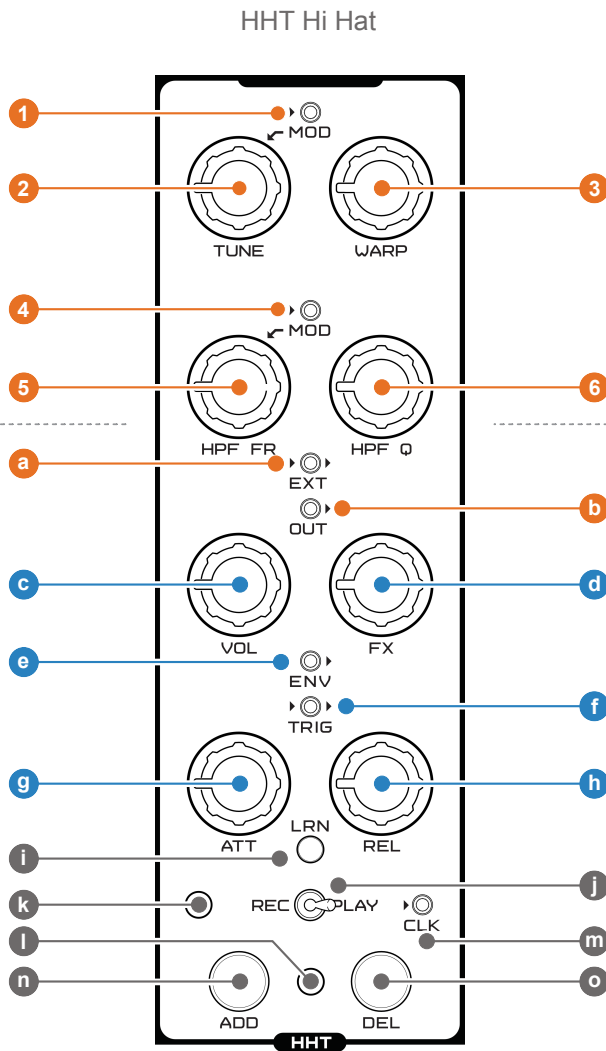 HHT Hi Hat
1
MOD
2
3
TUNE
WARP
4
MOD
5
6
HPF FR
HPF Q
a
EXT
b
OUT
c
d
VOL
FX
e
ENV
f
TRIG
g
h
ATT
REL
LRN
i
j
k
REC
PLAY
l
CLK
m
n
o
ADD
DEL
HHT